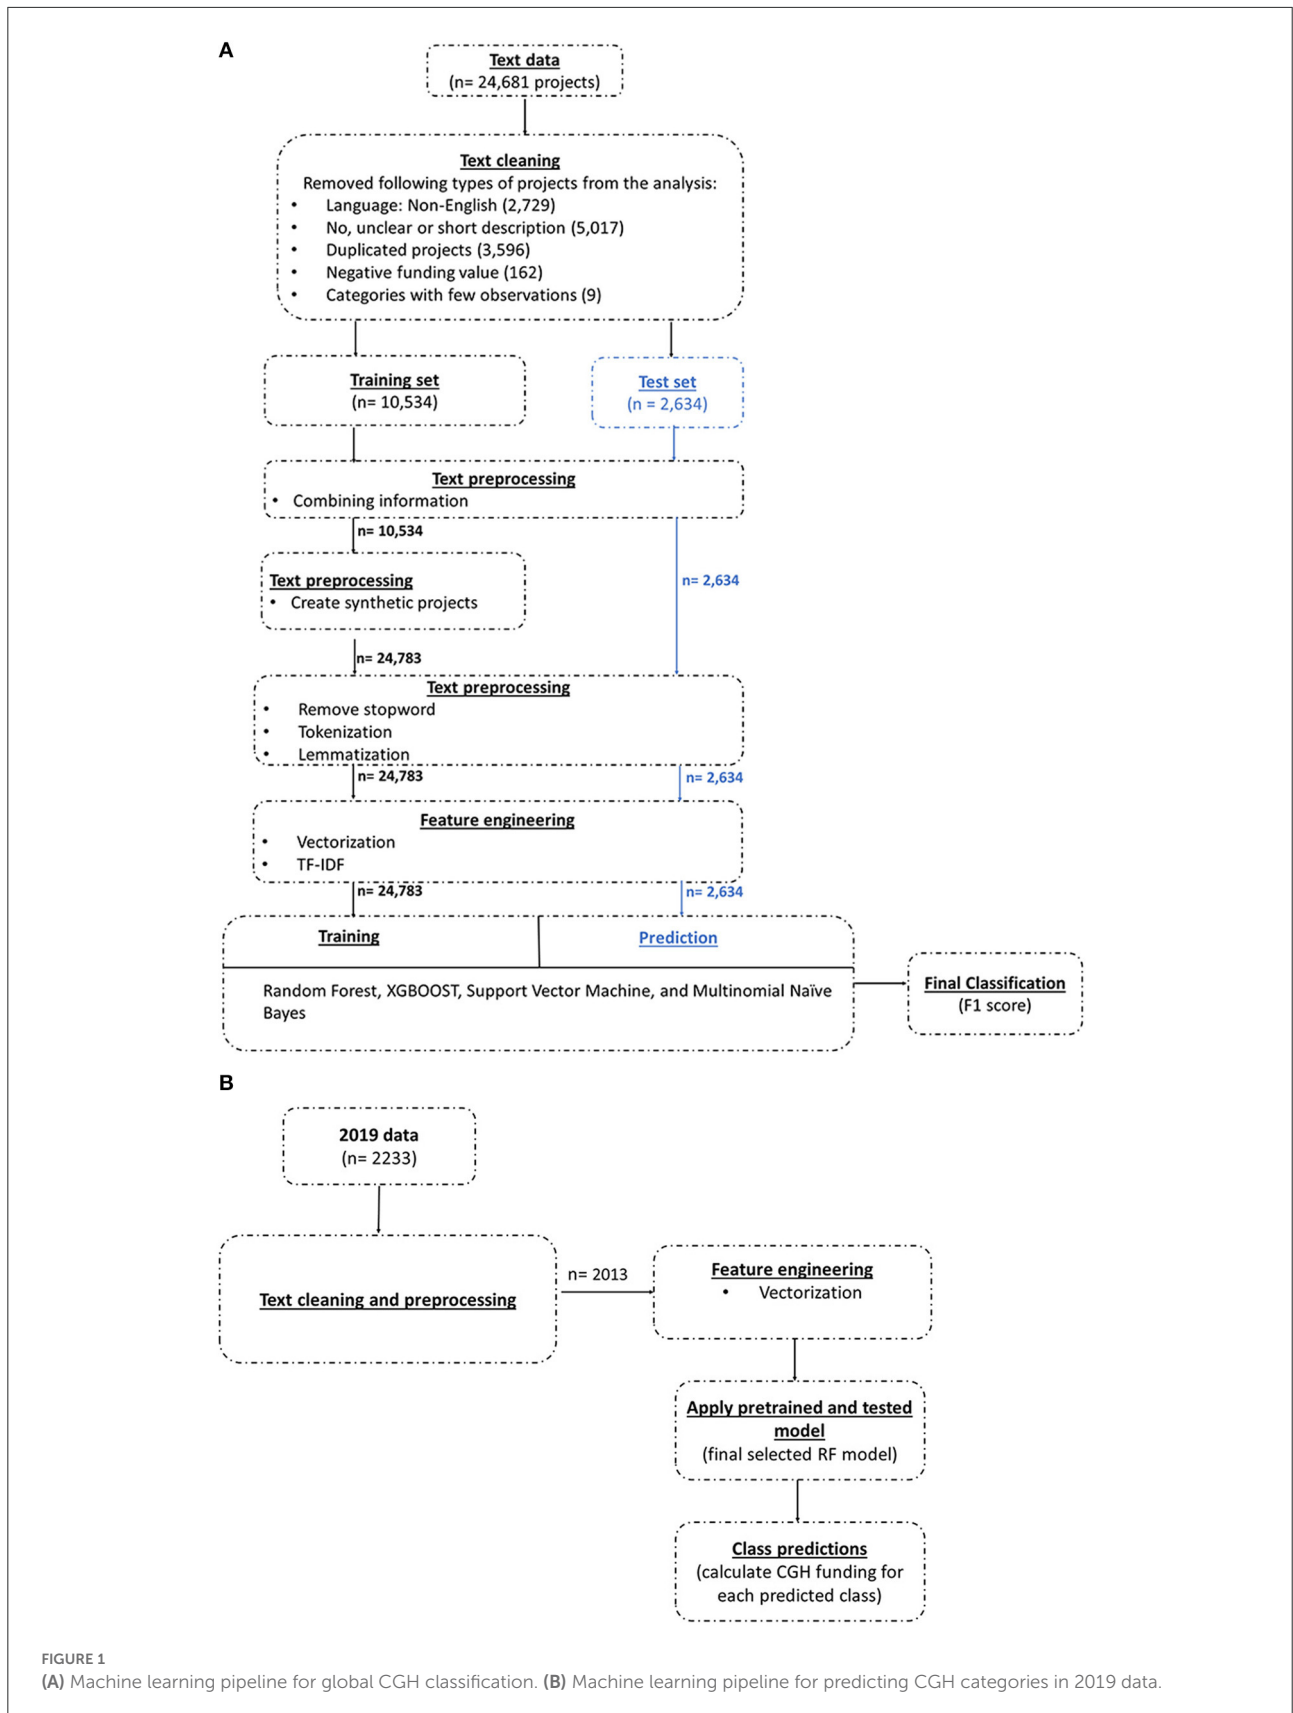 A
Text data
(n= 24,681 projects)
Text cleaning
Removed following types of projects from the analysis:
• Language: Non-English (2,729)
• No, unclear or short description (5,017)
• Duplicated projects (3,596)
• Negative funding value (162)
• Categories with few observations (9)
Training set
(n= 10,534)
Test set
(n = 2,634)
Text preprocessing
• Combining information
n= 10,534
Text preprocessing
• Create synthetic projects
n= 2,634
n= 24,783
Text preprocessing
• Remove stopword
• Tokenization
• Lemmatization
n= 24,783
n= 2,634
Feature engineering
• Vectorization
• TF-IDF
n= 24,783
n= 2,634
Training
Prediction
Random Forest, XGBOOST, Support Vector Machine, and Multinomial Naïve
Bayes
Final Classification
(F1 score)
B
2019 data
(n= 2233)
Text cleaning and preprocessing
n= 2013
Feature engineering
• Vectorization
Apply pretrained and tested
model
(final selected RF model)
Class predictions
(calculate CGH funding for
each predicted class)
FIGURE 1
(A) Machine learning pipeline for global CGH classification. (B) Machine learning pipeline for predicting CGH categories in 2019 data.